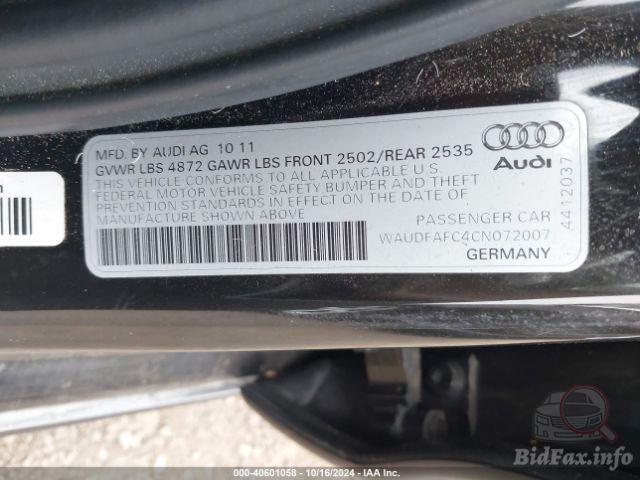 MFD. BY AUDI AG 10 11
GVWR LBS 4872 GAWR LBS FRONT 2502/REAR 2535
THIS VEHICLE CONFORMS TO ALL APPLICABLE U.S.
FEDERAL MOTOR VEHICLE SAFETY, BUMPER AND THEFT
PREVENTION STANDARDS IN EFFECT ON THE DATE OF
MANUFACTURE SHOWN ABOVE.
Audi
4412037
PASSENGER CAR
WAUDFAFC4CN072007
GERMANY
BidFax.info
000-40601058 - 10/16/2024 - IAA Inc.